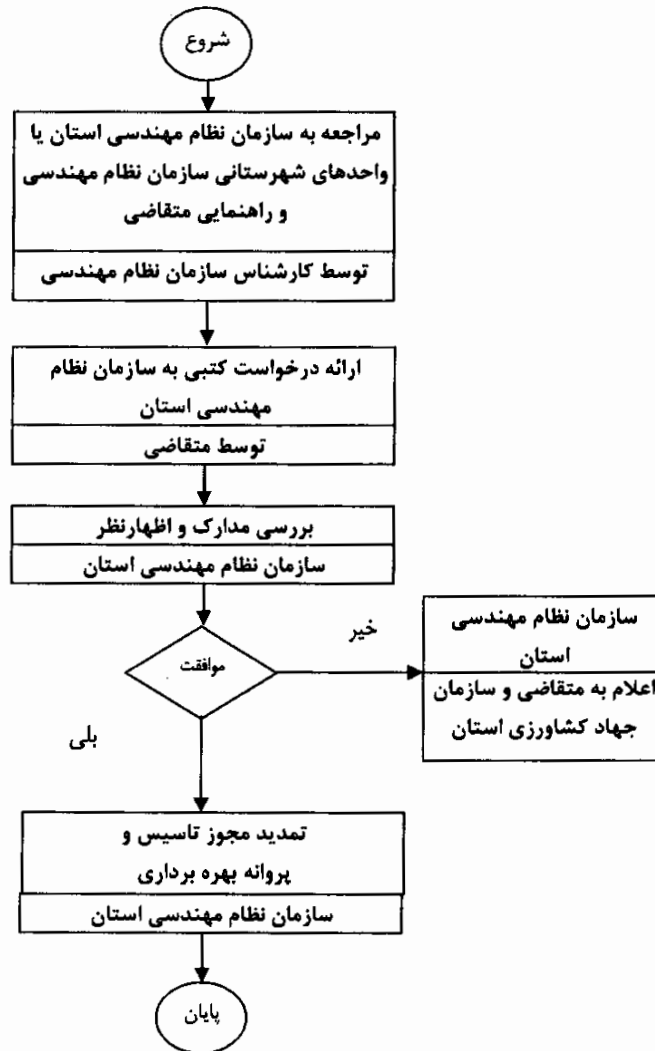 شروع
مراجعه به سازمان نظام مهندسی استان یا
واحدهای شهرستانی سازمان نظام مهندسی
و راهنمایی متقاضی
توسط کارشناس سازمان نظام مهندسی
ارائه درخواست کتبی به سازمان نظام
مهندسی استان
توسط متقاضی
بررسی مدارک و اظهارنظر
سازمان نظام مهندسی استان
موافقت
خیر
سازمان نظام مهندسی
استان
اعلام به متقاضی و سازمان
جهاد کشاورزی استان
بلی
تمدید مجوز تاسیس و
پروانه بهره برداری
سازمان نظام مهندسی استان
پایان